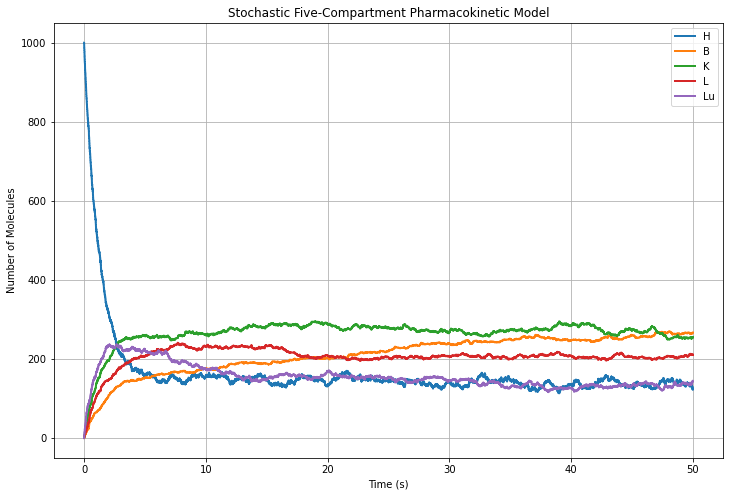 Stochastic Five-Compartment Pharmacokinetic Model
H
B
K
L
Lu
Number of Molecules
1000
800
600
400
200
0
0 10 20 30 40 50
Time (s)